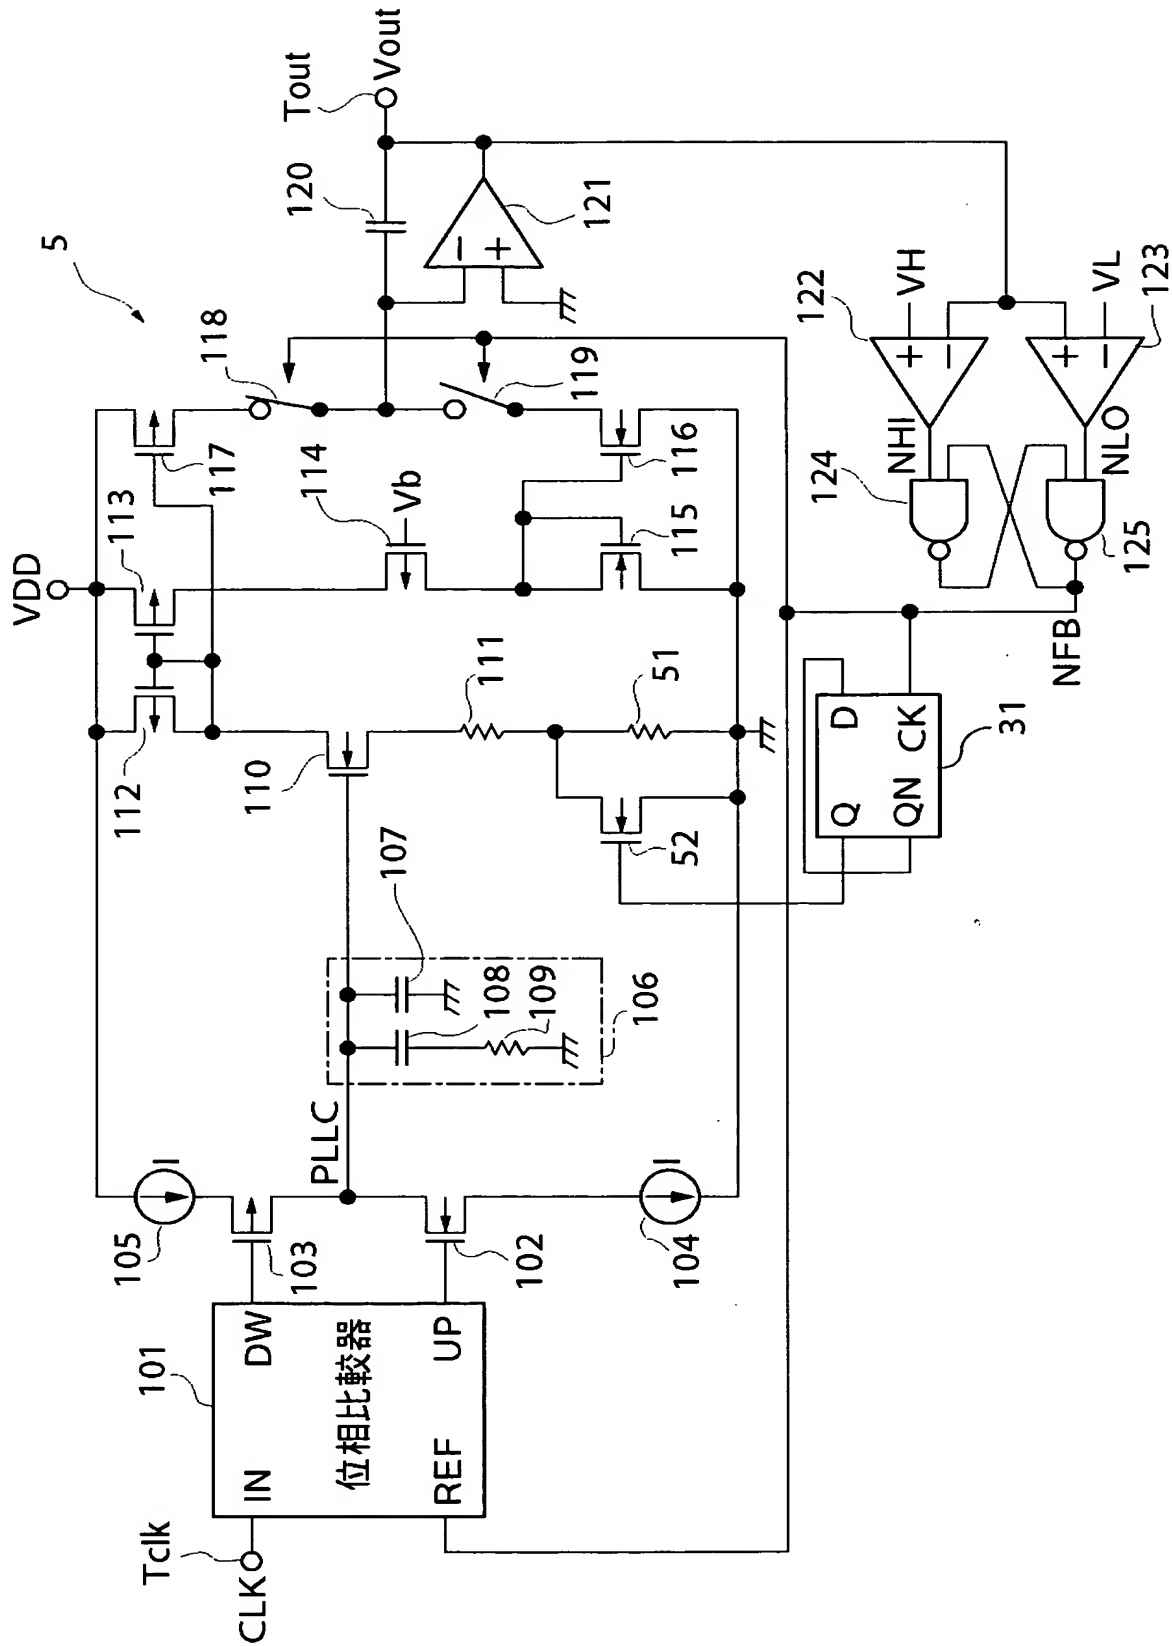 5
VDD
Tout
Vout
120
121
118
119
117
113
114
Vb
116
115
112
110
111
51
52
107
108
109
106
PLLC
105
I
103
102
104
I
101
Tclk
CLK
IN
DW
位相比較器
REF
UP
122
VH
+
−
VL
123
+
−
−
+
NHI
NLO
124
125
NFB
D
Q
CK
QN
31